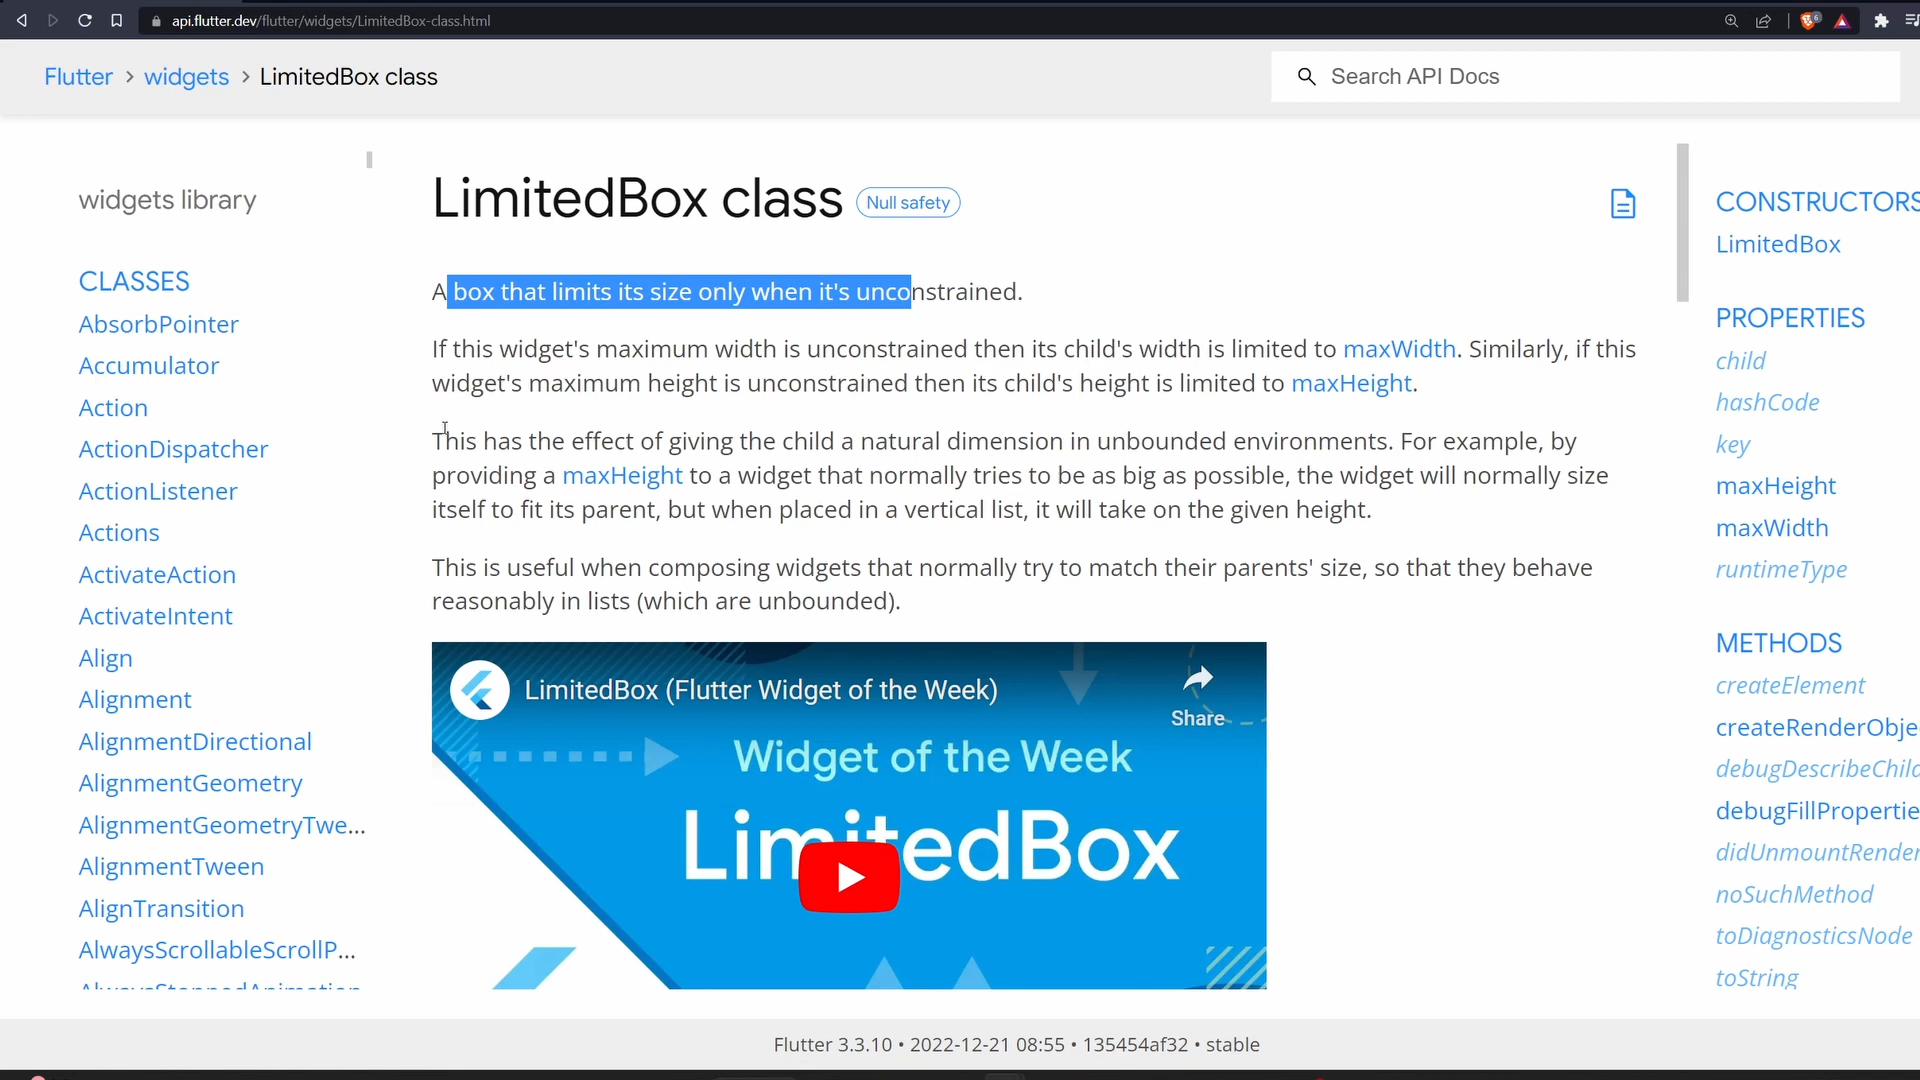 api.flutter.dev/flutter/widgets/LimitedBox-class.html
6
Flutter > widgets > LimitedBox class
Search API Docs
widgets library
CLASSES
AbsorbPointer
Accumulator
Action
ActionDispatcher
ActionListener
Actions
ActivateAction
ActivateIntent
Align
Alignment
AlignmentDirectional
AlignmentGeometry
AlignmentGeometryTwe...
AlignmentTween
AlignTransition
AlwaysScrollableScrollP...
AlwaysStoppedAnimation
LimitedBox class Null safety
A box that limits its size only when it's unconstrained.
If this widget's maximum width is unconstrained then its child's width is limited to maxWidth. Similarly, if this
widget's maximum height is unconstrained then its child's height is limited to maxHeight.
This has the effect of giving the child a natural dimension in unbounded environments. For example, by
providing a maxHeight to a widget that normally tries to be as big as possible, the widget will normally size
itself to fit its parent, but when placed in a vertical list, it will take on the given height.
This is useful when composing widgets that normally try to match their parents' size, so that they behave
reasonably in lists (which are unbounded).
LimitedBox (Flutter Widget of the Week)
Share
Widget of the Week
LimitedBox
CONSTRUCTORS
LimitedBox
PROPERTIES
child
hashCode
key
maxHeight
maxWidth
runtimeType
METHODS
createElement
createRenderObje
debugDescribeChild
debugFillPropertie
didUnmountRender
noSuchMethod
toDiagnosticsNode
toString
Flutter 3.3.10 • 2022-12-21 08:55 • 135454af32 • stable